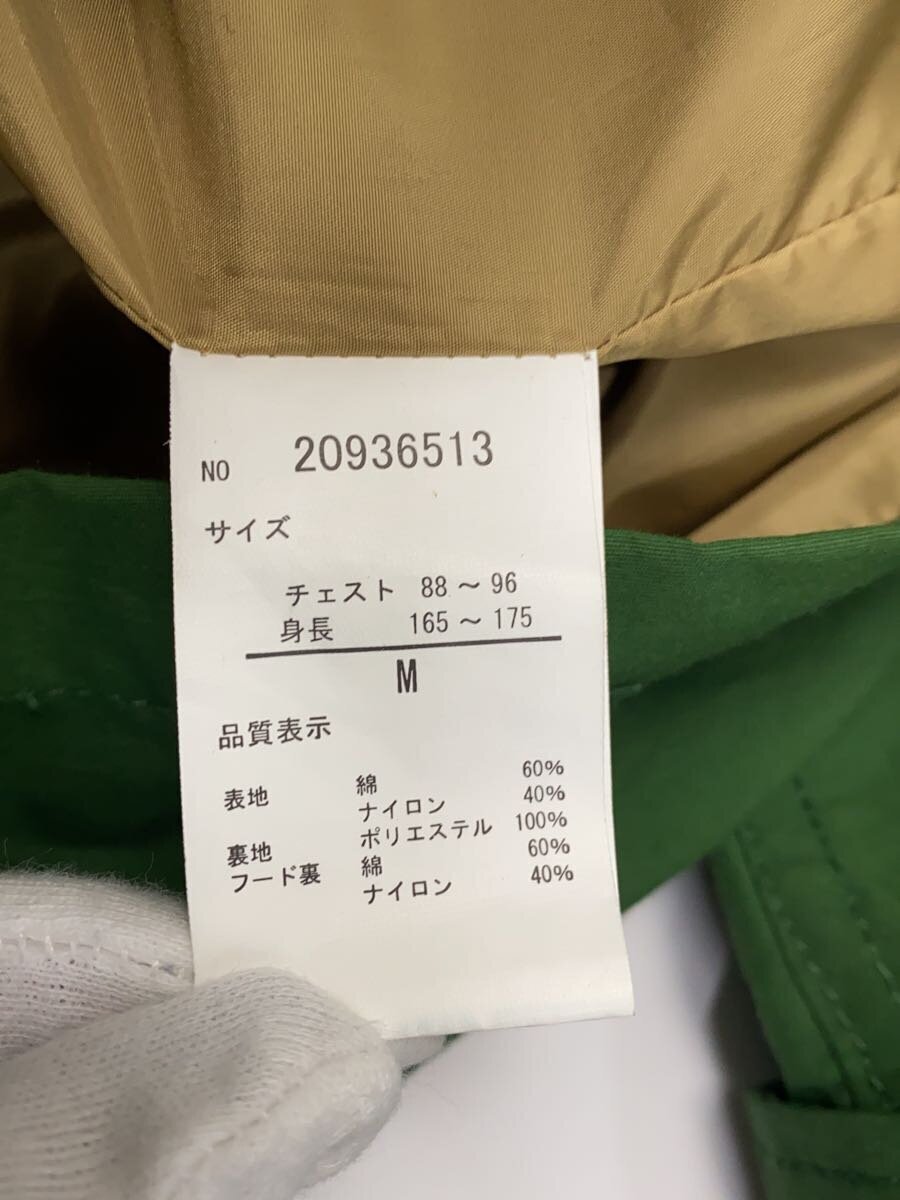 NO 20936513
サイズ
チェスト 88～96
身長 165～175
M
品質表示
表地 綿 60%
ナイロン 40%
裏地 ポリエステル 100%
フード裏 綿 60%
ナイロン 40%